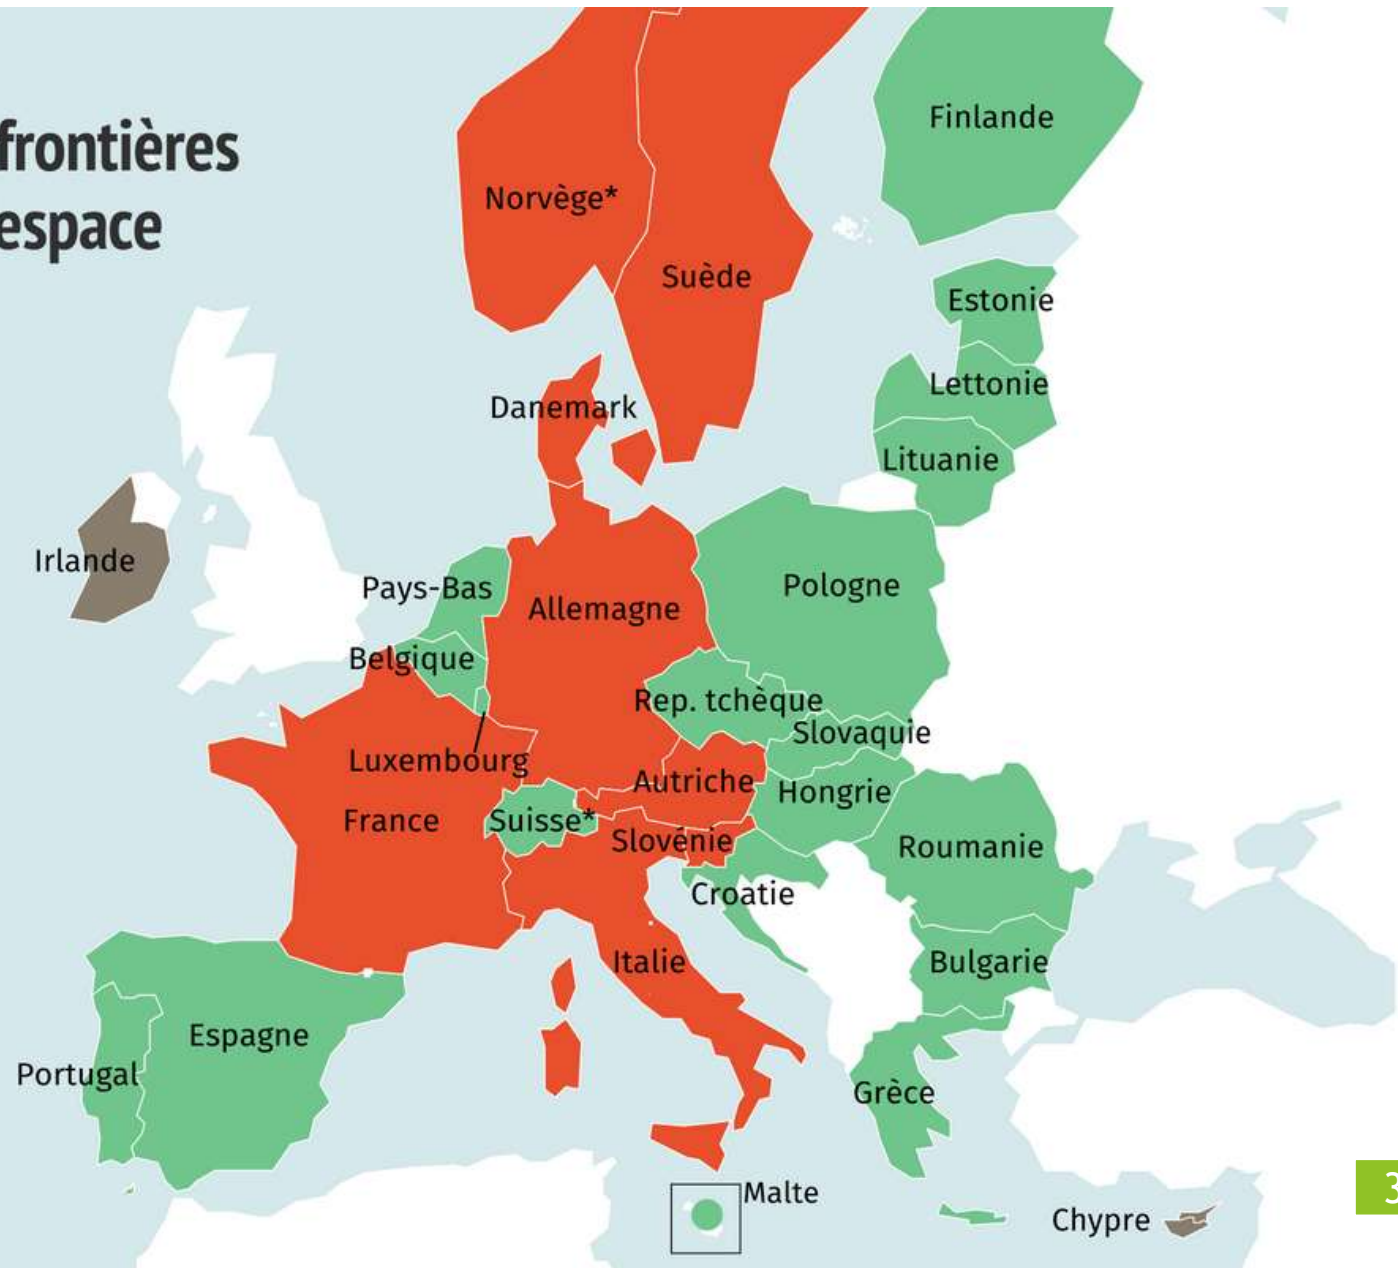 frontières
espace
Finlande
Norvège*
Suède
Estonie
Lettonie
Danemark
Lituanie
Irlande
Pays-Bas
Pologne
Allemagne
Belgique
Rep. tchèque
Slovaquie
Luxembourg
Autriche
Hongrie
France
Suisse*
Slovénie
Roumanie
Croatie
Italie
Bulgarie
Espagne
Portugal
Grèce
Malte
Chypre
3